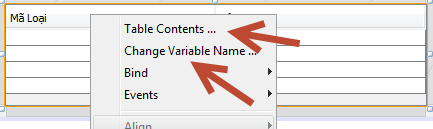 Mã Loại
Table Contents ...
Change Variable Name ...
Bind
Events
Align